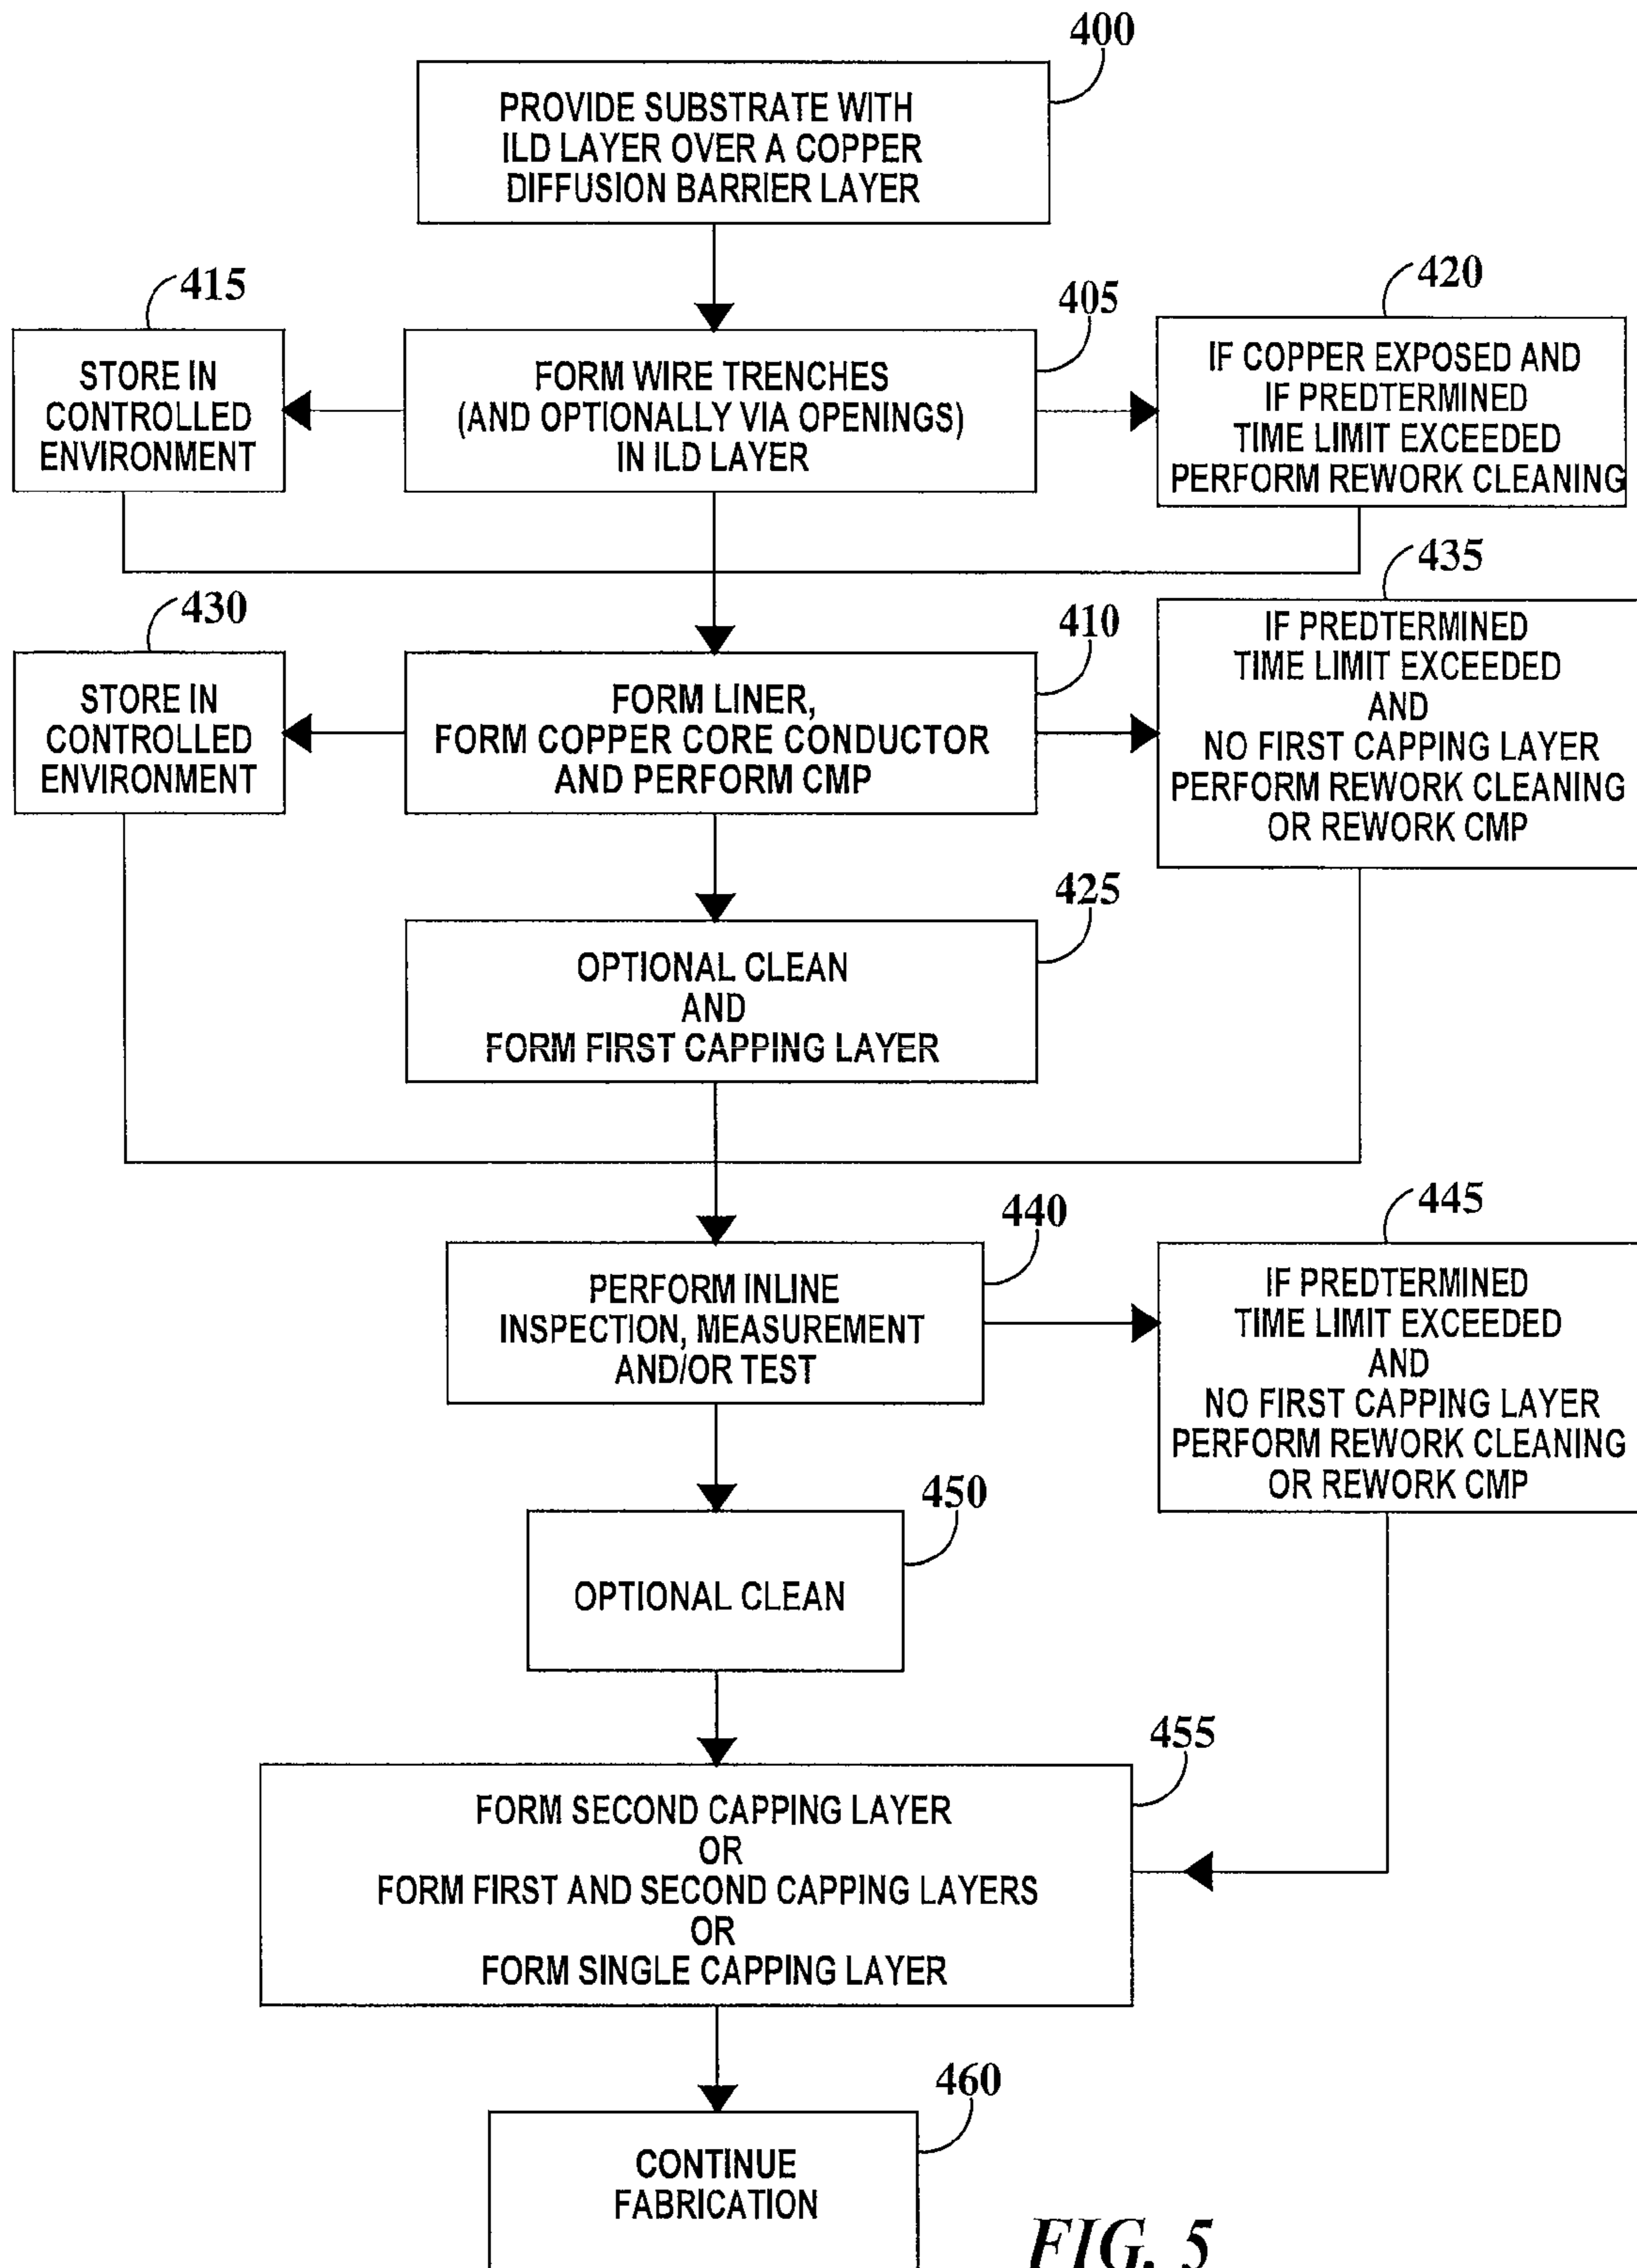 400
PROVIDE SUBSTRATE WITH
ILD LAYER OVER A COPPER
DIFFUSION BARRIER LAYER
415
STORE IN
CONTROLLED
ENVIRONMENT
405
FORM WIRE TRENCHES
(AND OPTIONALLY VIA OPENINGS)
IN ILD LAYER
420
IF COPPER EXPOSED AND
IF PREDTERMINED
TIME LIMIT EXCEEDED
PERFORM REWORK CLEANING
430
STORE IN
CONTROLLED
ENVIRONMENT
410
FORM LINER,
FORM COPPER CORE CONDUCTOR
AND PERFORM CMP
435
IF PREDTERMINED
TIME LIMIT EXCEEDED
AND
NO FIRST CAPPING LAYER
PERFORM REWORK CLEANING
OR REWORK CMP
425
OPTIONAL CLEAN
AND
FORM FIRST CAPPING LAYER
440
PERFORM INLINE
INSPECTION, MEASUREMENT
AND/OR TEST
445
IF PREDTERMINED
TIME LIMIT EXCEEDED
AND
NO FIRST CAPPING LAYER
PERFORM REWORK CLEANING
OR REWORK CMP
450
OPTIONAL CLEAN
455
FORM SECOND CAPPING LAYER
OR
FORM FIRST AND SECOND CAPPING LAYERS
OR
FORM SINGLE CAPPING LAYER
460
CONTINUE
FABRICATION
FIG. 5